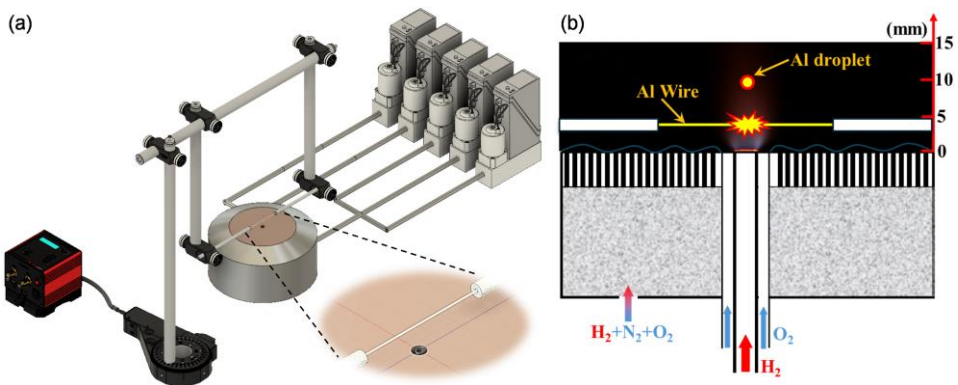 (a)
(b)
(mm)
15
Al droplet
10
Al Wire
5
0
H₂+N₂+O₂
O₂
H₂